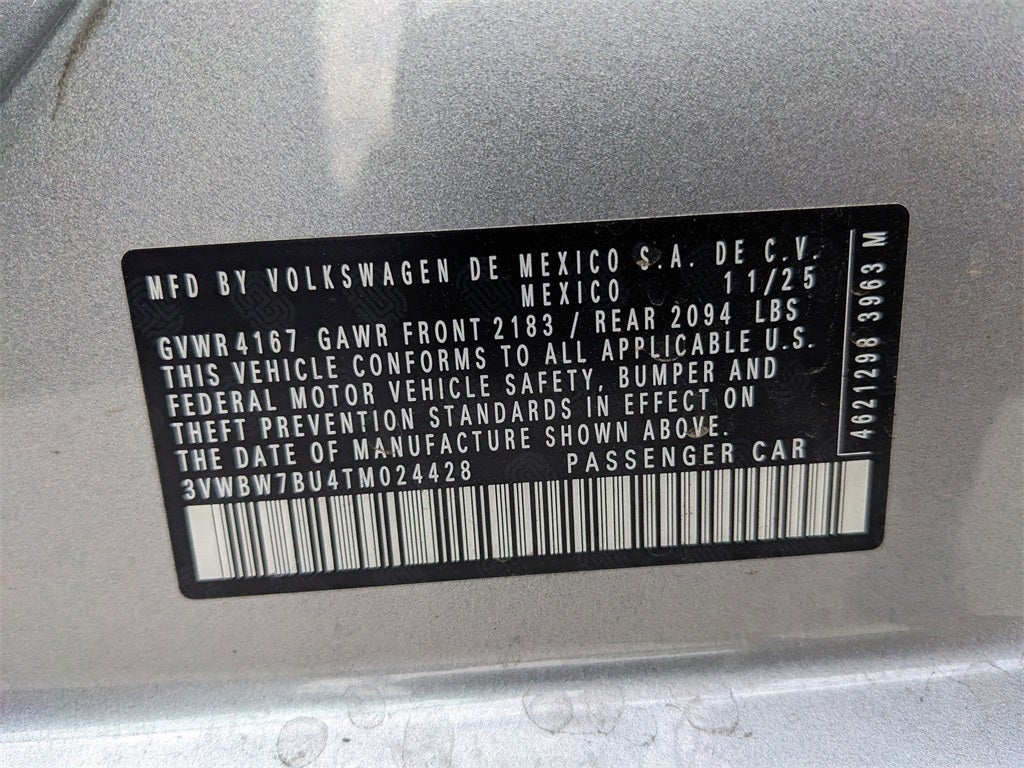 MFD BY VOLKSWAGEN DE MEXICO S.A. DE C.V.
MEXICO 11/25
GVWR 4167 GAWR FRONT 2183 / REAR 2094 LBS
THIS VEHICLE CONFORMS TO ALL APPLICABLE U.S.
FEDERAL MOTOR VEHICLE SAFETY, BUMPER AND
THEFT PREVENTION STANDARDS IN EFFECT ON
THE DATE OF MANUFACTURE SHOWN ABOVE.
3VWBW7BU4TM024428 PASSENGER CAR
4621298 3963 M